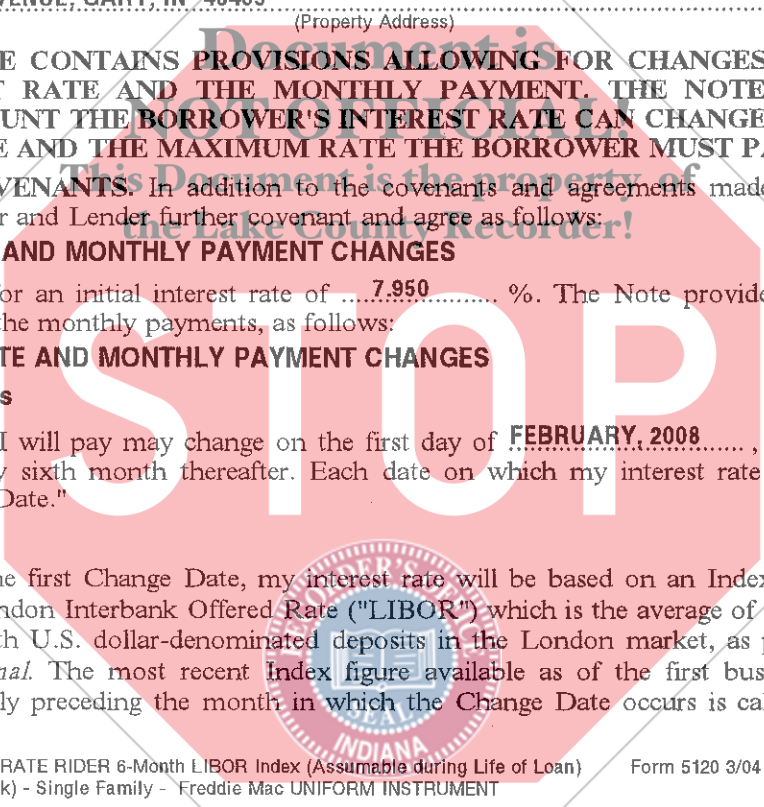 VENUE, GARY, IN
(Property Address)
E CONTAINS PROVISIONS ALLOWING FOR CHANGES
T RATE AND THE MONTHLY PAYMENT. THE NOTE
UNT THE BORROWER'S INTEREST RATE CAN CHANGE
E AND THE MAXIMUM RATE THE BORROWER MUST PA
Document is
NOT OFFICIAL!
This Document is the property of
the Lake County Recorder!
VENANTS. In addition to the covenants and agreements made
r and Lender further covenant and agree as follows:
AND MONTHLY PAYMENT CHANGES
or an initial interest rate of .....7.950.......... %. The Note provide
the monthly payments, as follows:
TE AND MONTHLY PAYMENT CHANGES
s
I will pay may change on the first day of FEBRUARY, 2008...... ,
y sixth month thereafter. Each date on which my interest rate
Date."
STOP
ne first Change Date, my interest rate will be based on an Index
ndon Interbank Offered Rate ("LIBOR") which is the average of
th U.S. dollar-denominated deposits in the London market, as p
nal. The most recent Index figure available as of the first bus
ly preceding the month in which the Change Date occurs is cal
SEAL
INDIANA
RATE RIDER 6-Month LIBOR Index (Assumable during Life of Loan) Form 5120 3/04
k) - Single Family - Freddie Mac UNIFORM INSTRUMENT